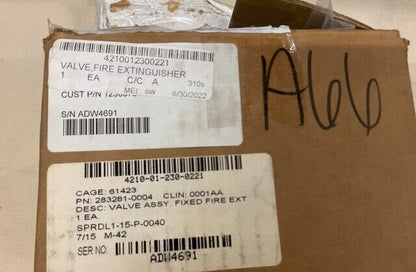 4210012300221
VALVE,FIRE EXTINGUISHER
1 EA C/C: A 310s
MEI: SW 6/30/2022
CUST P/N
S/N ADW4691
A66
4210-01-230-0221
CAGE: 61423
PN: 283281-0004 CLIN: 0001AA
DESC: VALVE ASSY, FIXED FIRE EXT
1 EA.
SPRDL1-15-P-0040
7/15 M-42
SER NO:
ADW4691